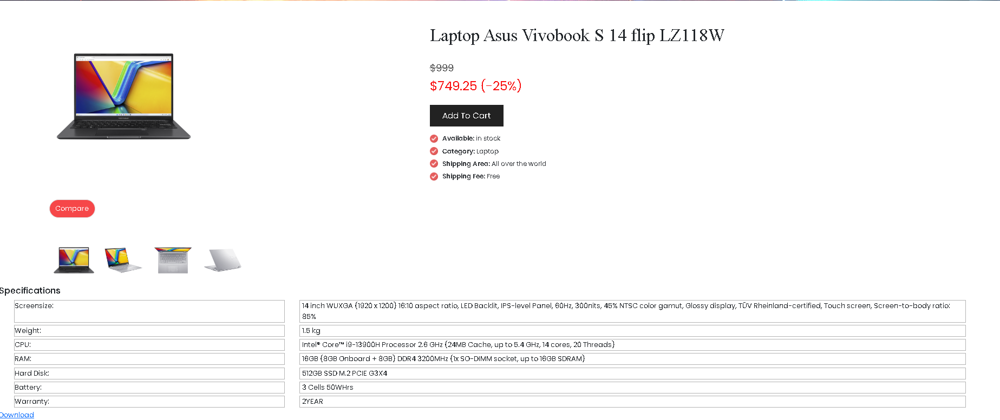 Laptop Asus Vivobook S 14 flip LZ118W
$999
$749.25 (-25%)
Add To Cart
Available: in stock
Category: Laptop
Shipping Area: All over the world
Shipping Fee: Free
Compare
Specifications
Screensize:
14 inch WUXGA (1920 x 1200) 16:10 aspect ratio, LED Backlit, IPS-level Panel, 60Hz, 300nits, 45% NTSC color gamut, Glossy display, TÜV Rheinland-certified, Touch screen, Screen-to-body ratio:
85%
Weight:
1.5 kg
CPU:
Intel® Core™ i9-13900H Processor 2.6 GHz (24MB Cache, up to 5.4 GHz, 14 cores, 20 Threads)
RAM:
16GB (8GB Onboard + 8GB) DDR4 3200MHz (1x SO-DIMM socket, up to 16GB SDRAM)
Hard Disk:
512GB SSD M.2 PCIE G3X4
Battery:
3 Cells 50WHrs
Warranty:
2YEAR
Download